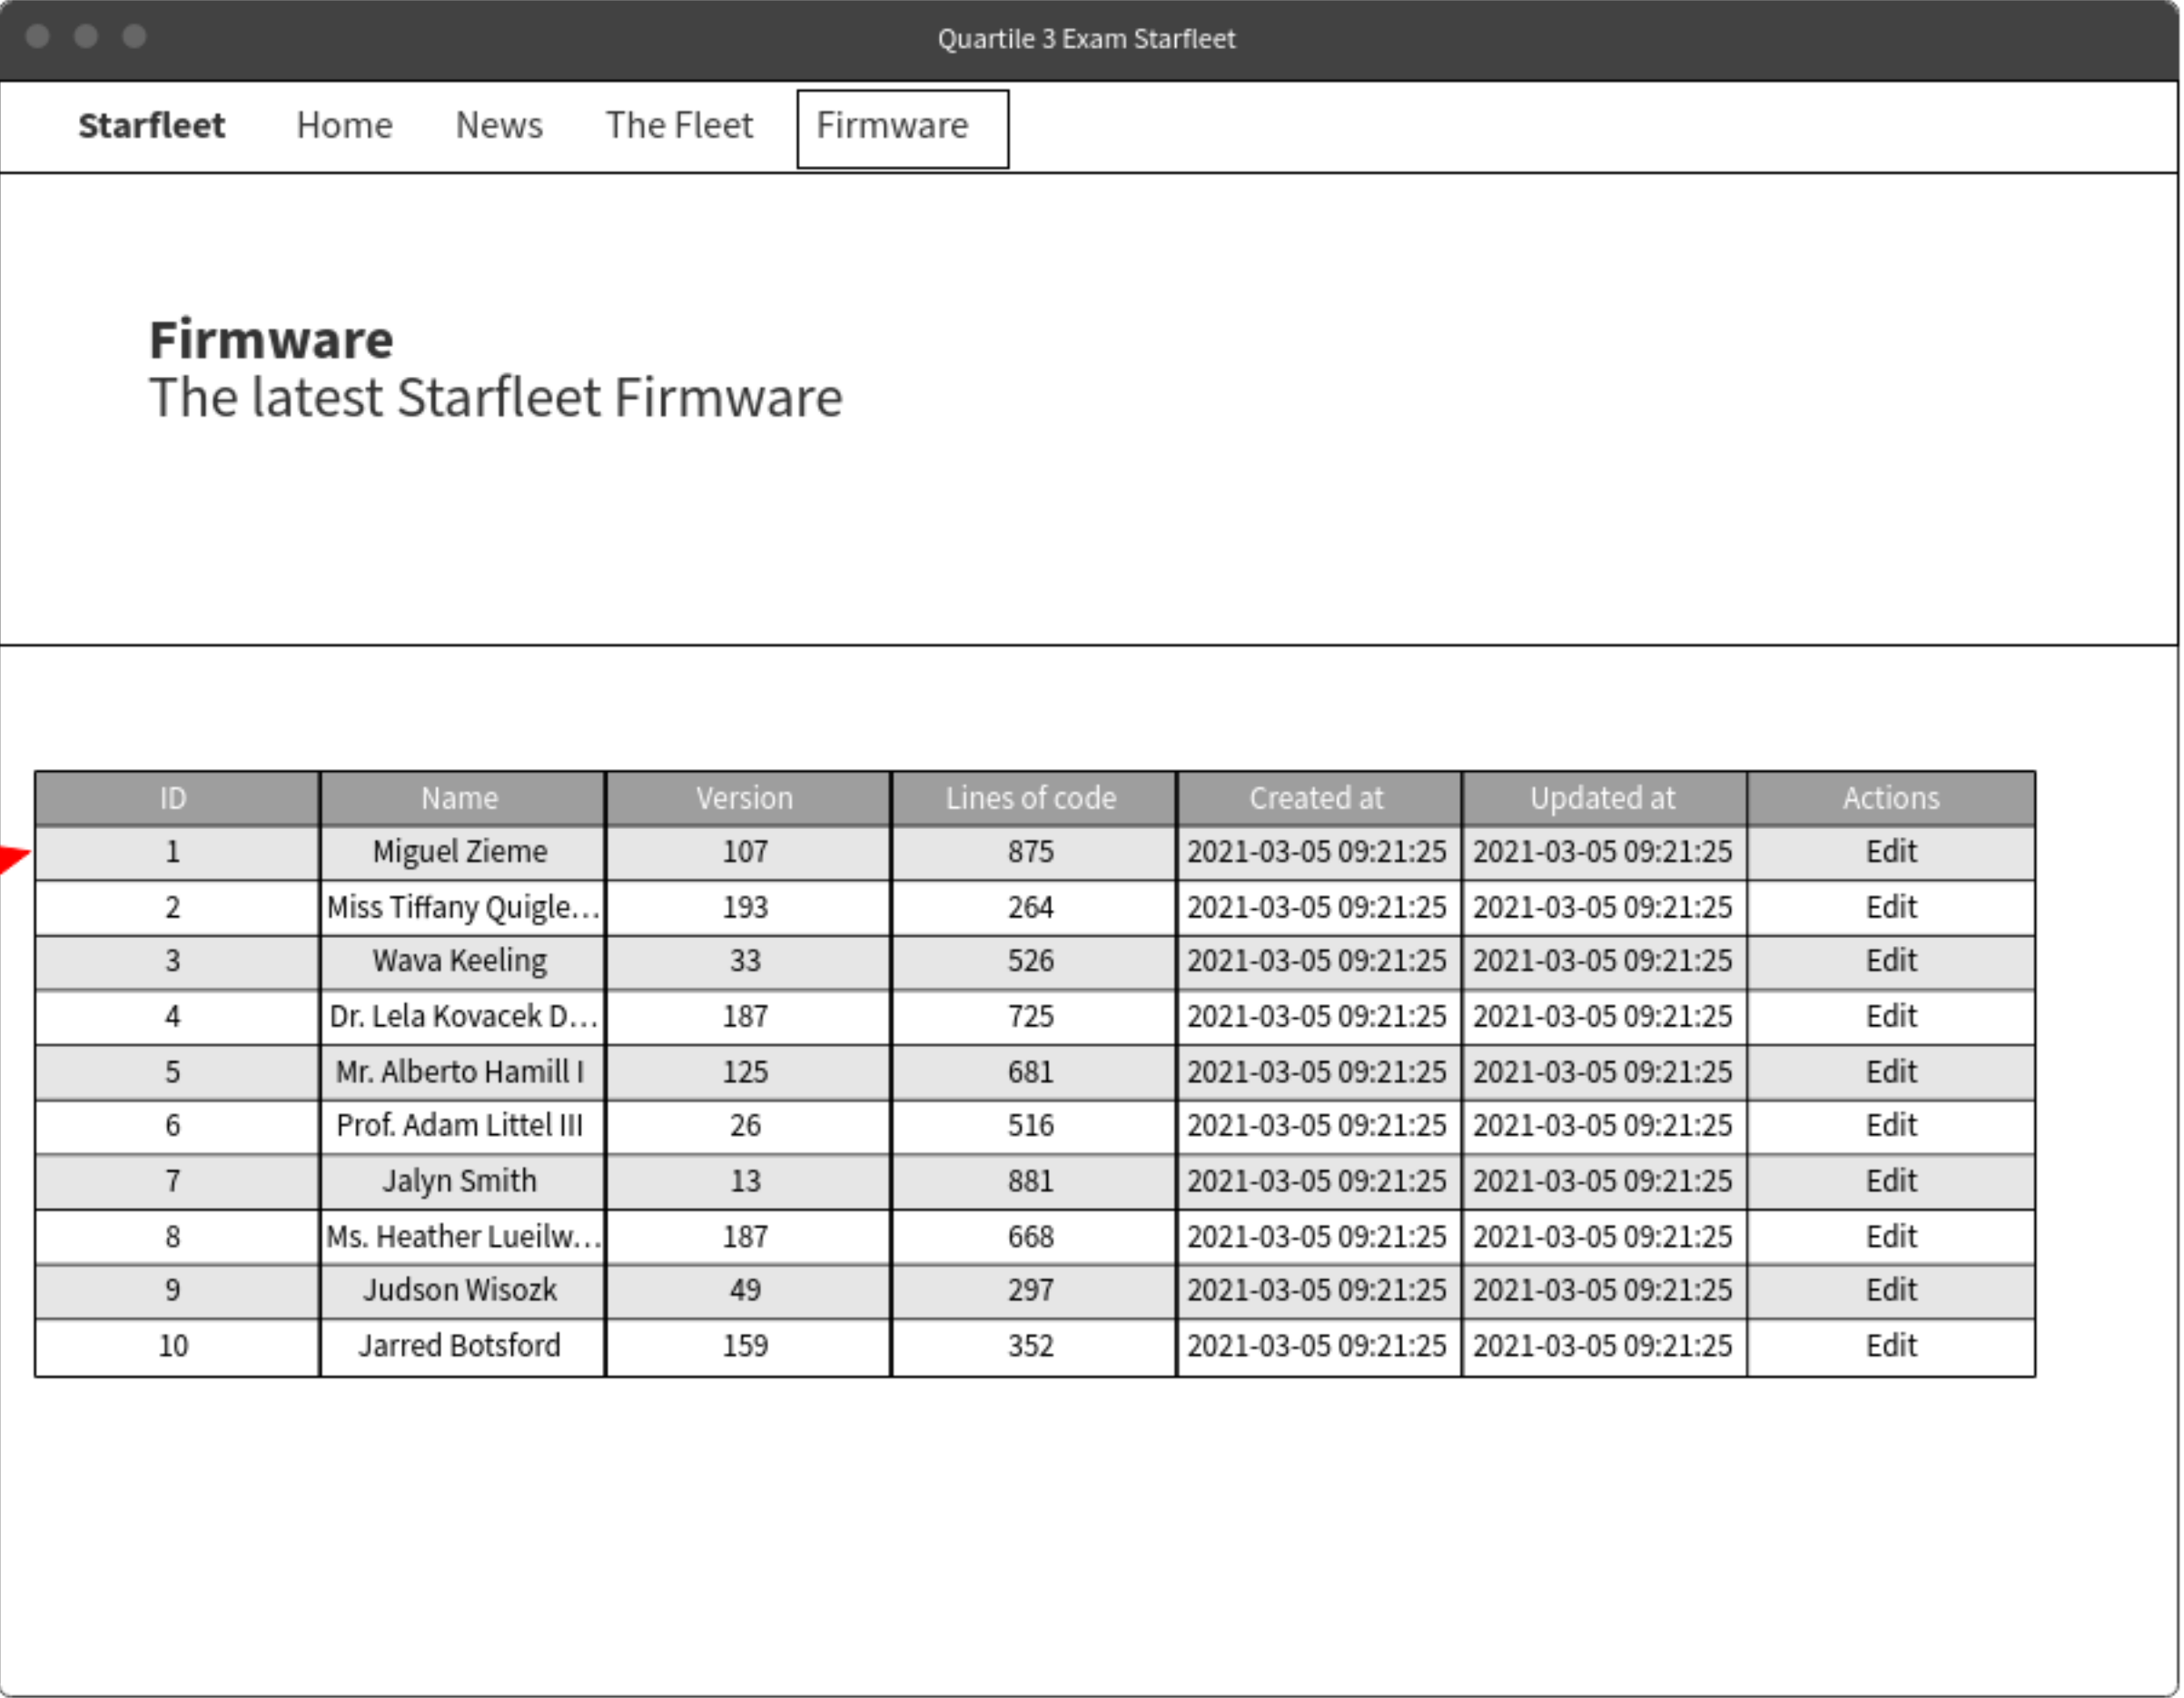 Quartile 3 Exam Starfleet
Starfleet Home News The Fleet Firmware
Firmware
The latest Starfleet Firmware
ID Name Version Lines of code Created at Updated at Actions
1 Miguel Zieme 107 875 2021-03-05 09:21:25 2021-03-05 09:21:25 Edit
2 Miss Tiffany Quigle... 193 264 2021-03-05 09:21:25 2021-03-05 09:21:25 Edit
3 Wava Keeling 33 526 2021-03-05 09:21:25 2021-03-05 09:21:25 Edit
4 Dr. Lela Kovacek D... 187 725 2021-03-05 09:21:25 2021-03-05 09:21:25 Edit
5 Mr. Alberto Hamill I 125 681 2021-03-05 09:21:25 2021-03-05 09:21:25 Edit
6 Prof. Adam Littel III 26 516 2021-03-05 09:21:25 2021-03-05 09:21:25 Edit
7 Jalyn Smith 13 881 2021-03-05 09:21:25 2021-03-05 09:21:25 Edit
8 Ms. Heather Lueilw... 187 668 2021-03-05 09:21:25 2021-03-05 09:21:25 Edit
9 Judson Wisozk 49 297 2021-03-05 09:21:25 2021-03-05 09:21:25 Edit
10 Jarred Botsford 159 352 2021-03-05 09:21:25 2021-03-05 09:21:25 Edit